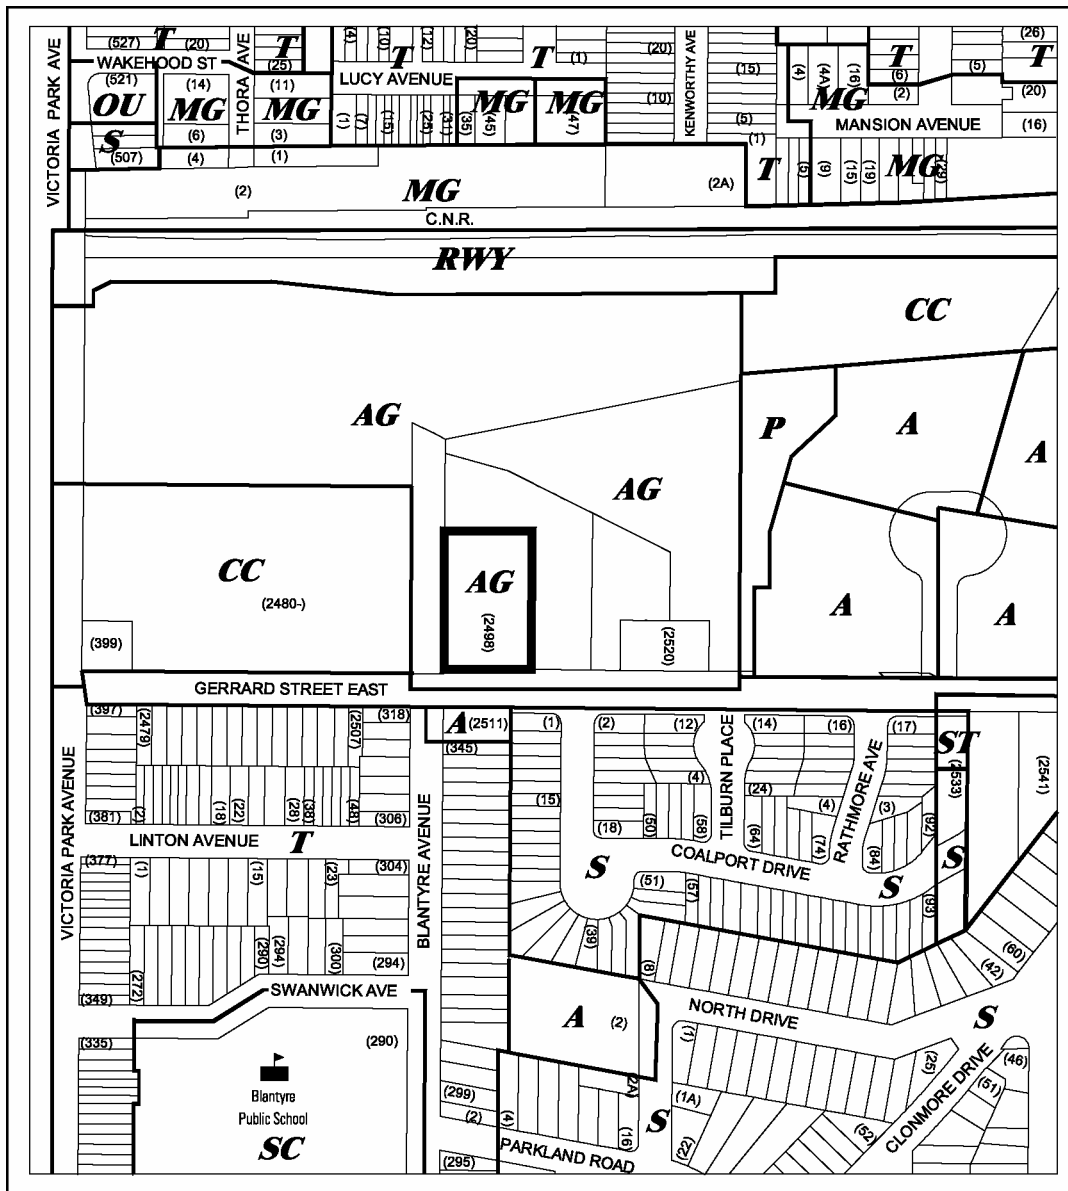 VICTORIA PARK AVE
(527)
T
(20)
WAKEHOOD ST
THORA AVE
T
(25)
(4)
(10)
T
(12)
(20)
T
(1)
LUCY AVENUE
(20)
KENWORTHY AVE
(15)
(4)
(4A)
(16)
T
(6)
(5)
(26)
T
(521)
OU
(14)
MG
(11)
MG
(1)
(7)
(15)
(25)
(31)
(35)
MG
(45)
MG
(47)
(10)
MG
(2)
(20)
S
(507)
(6)
(3)
(5)
(1)
MANSION AVENUE
(16)
(4)
(1)
T
(5)
(9)
(15)
(19)
MG
(29)
(2)
MG
(2A)
C.N.R.
RWY
CC
AG
P
A
A
AG
CC
(2480-)
AG
(2498)
A
A
(399)
(2520)
GERRARD STREET EAST
(397)
(2479)
(2507)
(318)
A
(2511)
(345)
(1)
(2)
(12)
TILBURN PLACE
(14)
(16)
RATHMORE AVE
(17)
ST
(2533)
(2541)
VICTORIA PARK AVENUE
(4)
(24)
(4)
(3)
(15)
(381)
(2)
(18)
(22)
(28)
(38)
(48)
(306)
BLANTYRE AVENUE
(18)
(50)
(58)
(64)
(74)
(84)
(92)
LINTON AVENUE
T
COALPORT DRIVE
S
(377)
(1)
(15)
(23)
(304)
S
(51)
(57)
S
(93)
(272)
(290)
(294)
(300)
(294)
(39)
(8)
(42)
(60)
(349)
SWANWICK AVE
A
(2)
NORTH DRIVE
S
(335)
(290)
(1)
(25)
CLONMORE DRIVE
(46)
(51)
Blantyre
Public School
SC
(299)
(2)
(4)
(2A)
(1A)
S
(16)
(22)
(52)
PARKLAND ROAD
(295)